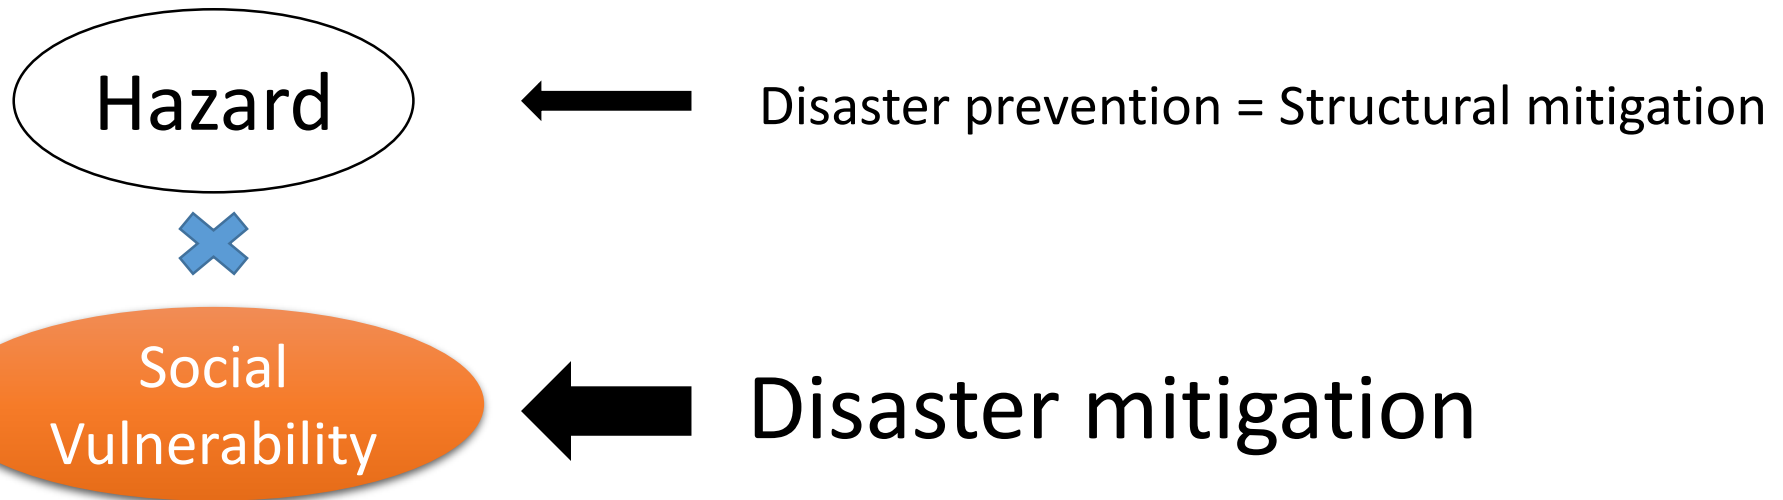 Hazard
Disaster prevention = Structural mitigation
Social
Vulnerability
Disaster mitigation